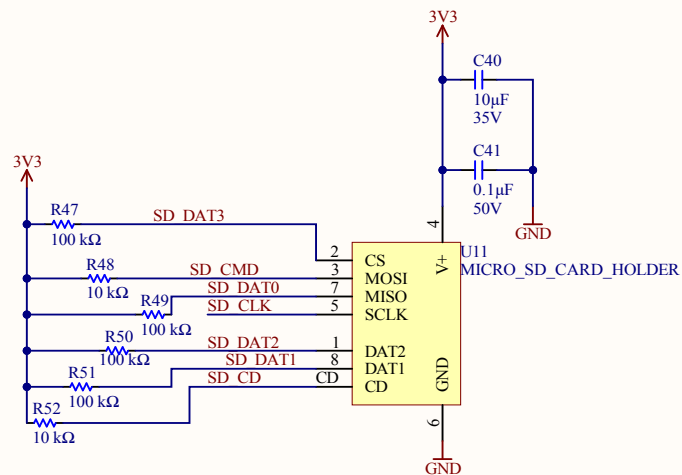 3V3
C40
10µF
35V
C41
0.1µF
50V
GND
3V3
R47
100 kΩ
SD_DAT3
R48
10 kΩ
SD_CMD
R49
100 kΩ
SD_DAT0
SD_CLK
R50
100 kΩ
SD_DAT2
R51
100 kΩ
SD_DAT1
R52
10 kΩ
SD_CD
CD
4
2
3
7
5
1
8
6
V+
CS
MOSI
MISO
SCLK
DAT2
DAT1
CD
GND
U11
MICRO_SD_CARD_HOLDER
GND